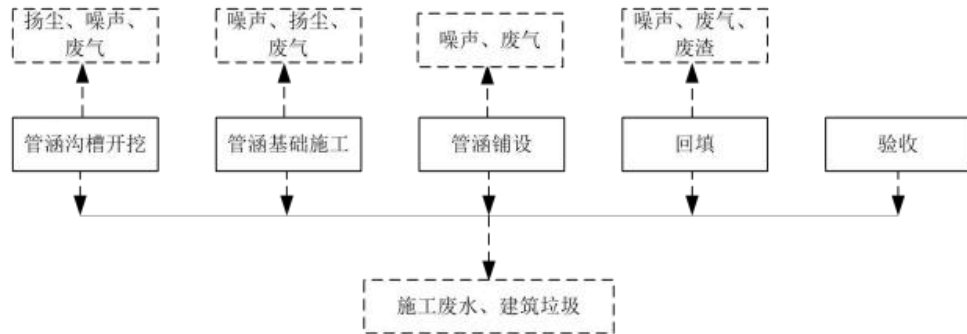 扬尘、噪声、
废气
噪声、扬尘、
废气
噪声、废气
噪声、废气、
废渣
管涵沟槽开挖
管涵基础施工
管涵铺设
回填
验收
施工废水、建筑垃圾